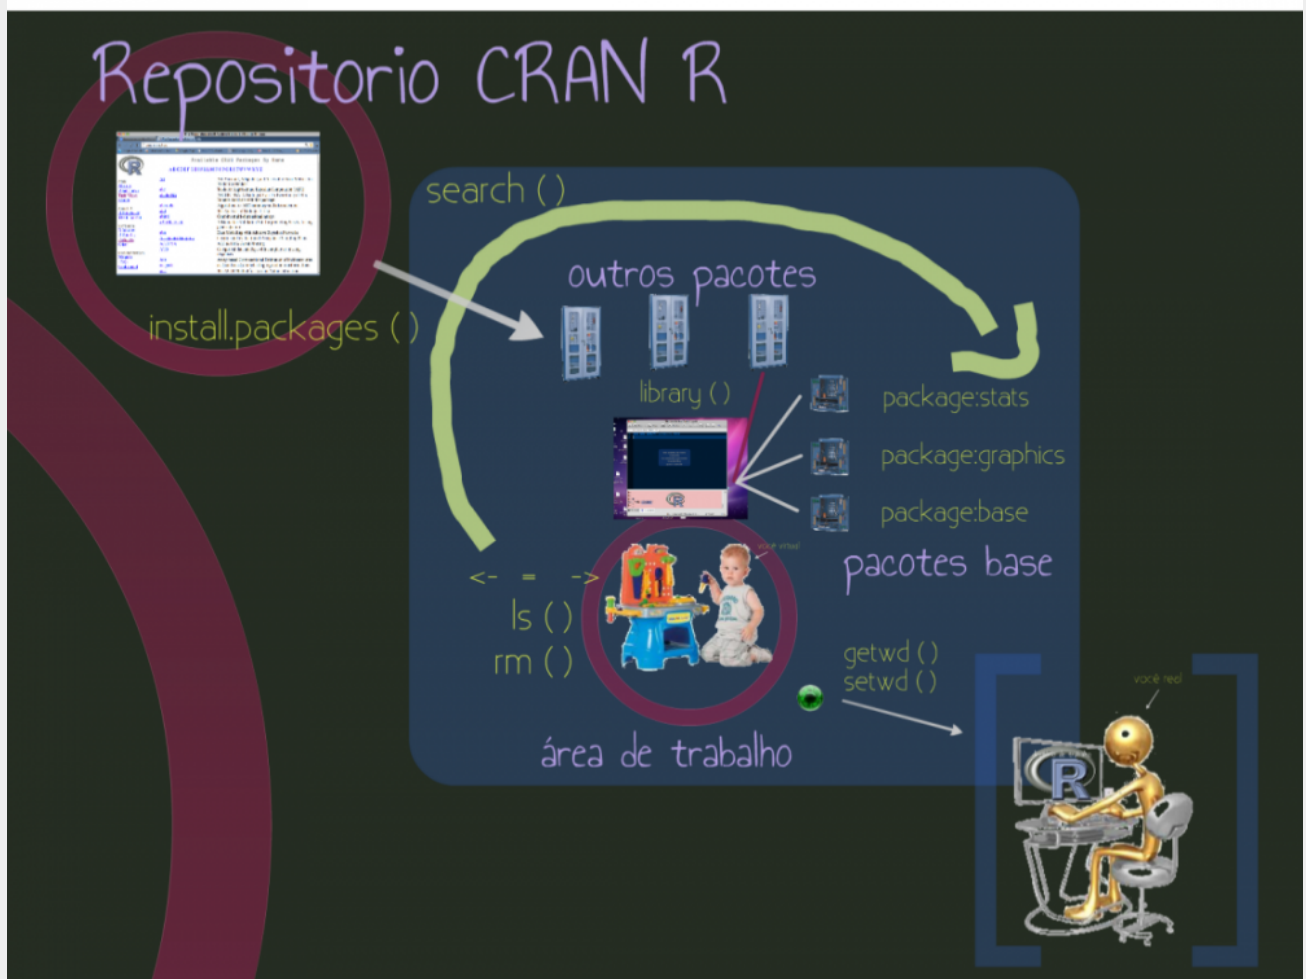 Repositorio CRAN R
search ()
outros pacotes
install.packages ()
library ()
package:stats
package:graphics
package:base
pacotes base
<- = ->
ls ()
rm ()
getwd ()
setwd ()
área de trabalho
você real
R